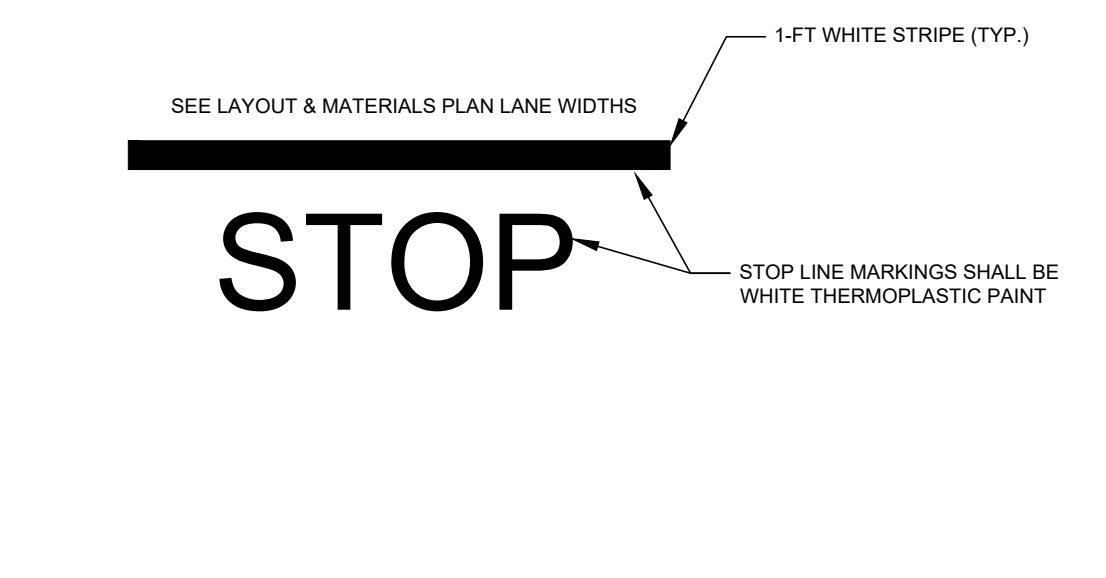 1-FT WHITE STRIPE (TYP.)
SEE LAYOUT & MATERIALS PLAN LANE WIDTHS
STOP
STOP LINE MARKINGS SHALL BE
WHITE THERMOPLASTIC PAINT